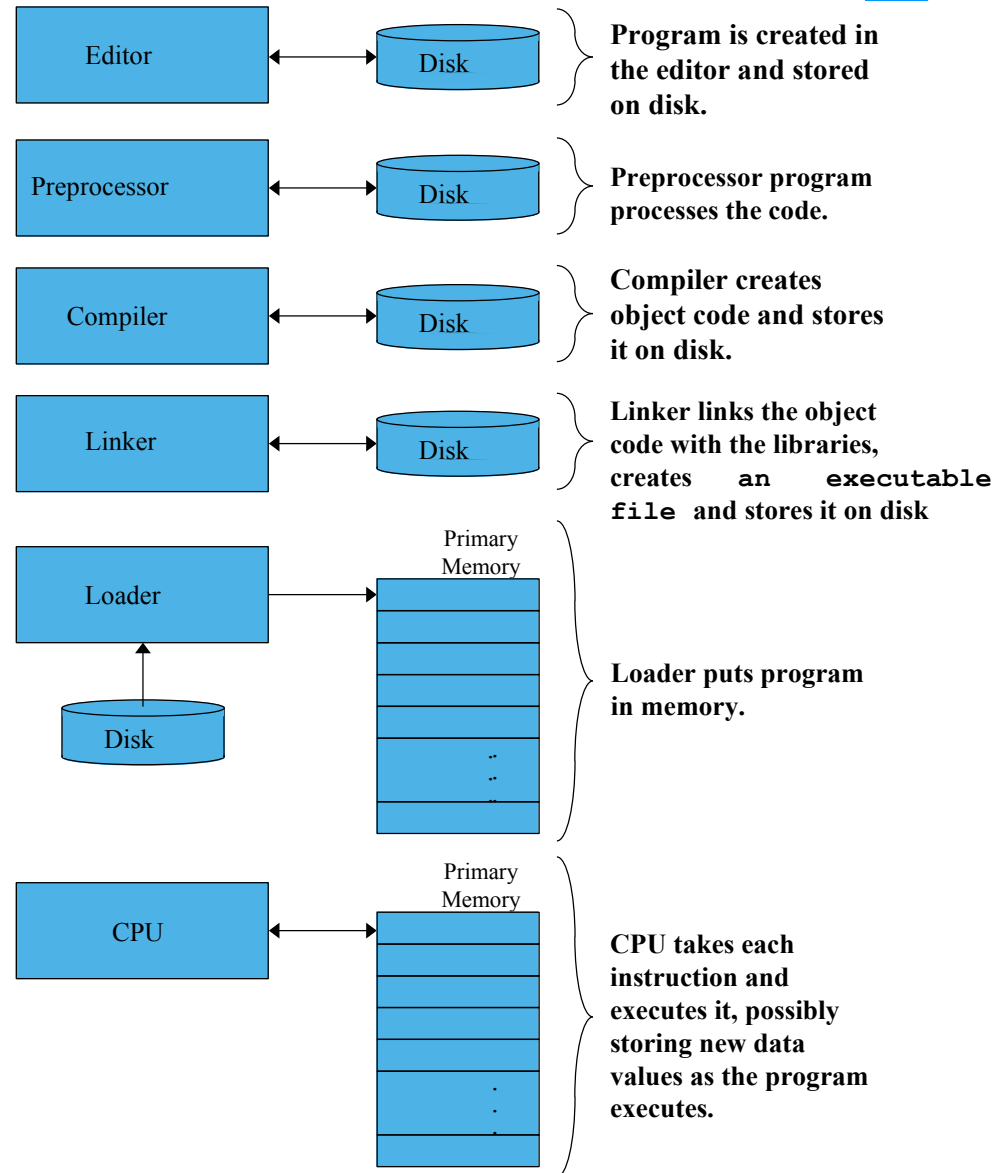 Editor
Disk
Program is created in
the editor and stored
on disk.
Preprocessor
Disk
Preprocessor program
processes the code.
Compiler
Disk
Compiler creates
object code and stores
it on disk.
Linker
Disk
Linker links the object
code with the libraries,
creates an executable
file and stores it on disk
Loader
Disk
Primary
Memory
Loader puts program
in memory.
CPU
Primary
Memory
CPU takes each
instruction and
executes it, possibly
storing new data
values as the program
executes.